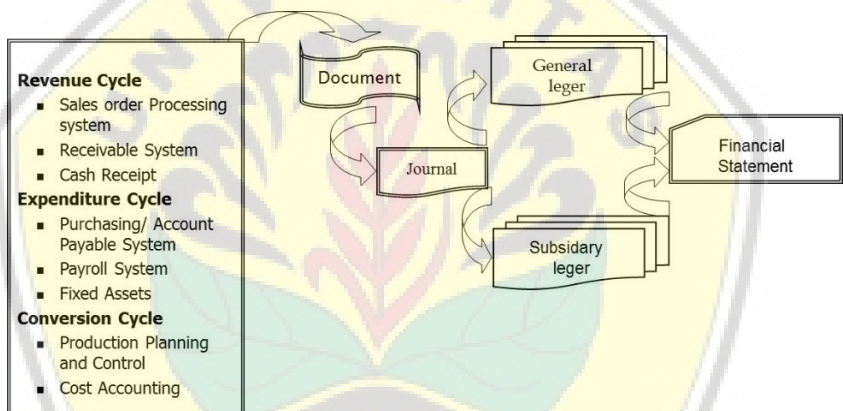 Revenue Cycle
▪ Sales order Processing
system
▪ Receivable System
▪ Cash Receipt
Expenditure Cycle
▪ Purchasing/ Account
Payable System
▪ Payroll System
▪ Fixed Assets
Conversion Cycle
▪ Production Planning
and Control
▪ Cost Accounting
Document
Journal
General
leger
Subsidary
leger
Financial
Statement
UNIVERSITAS